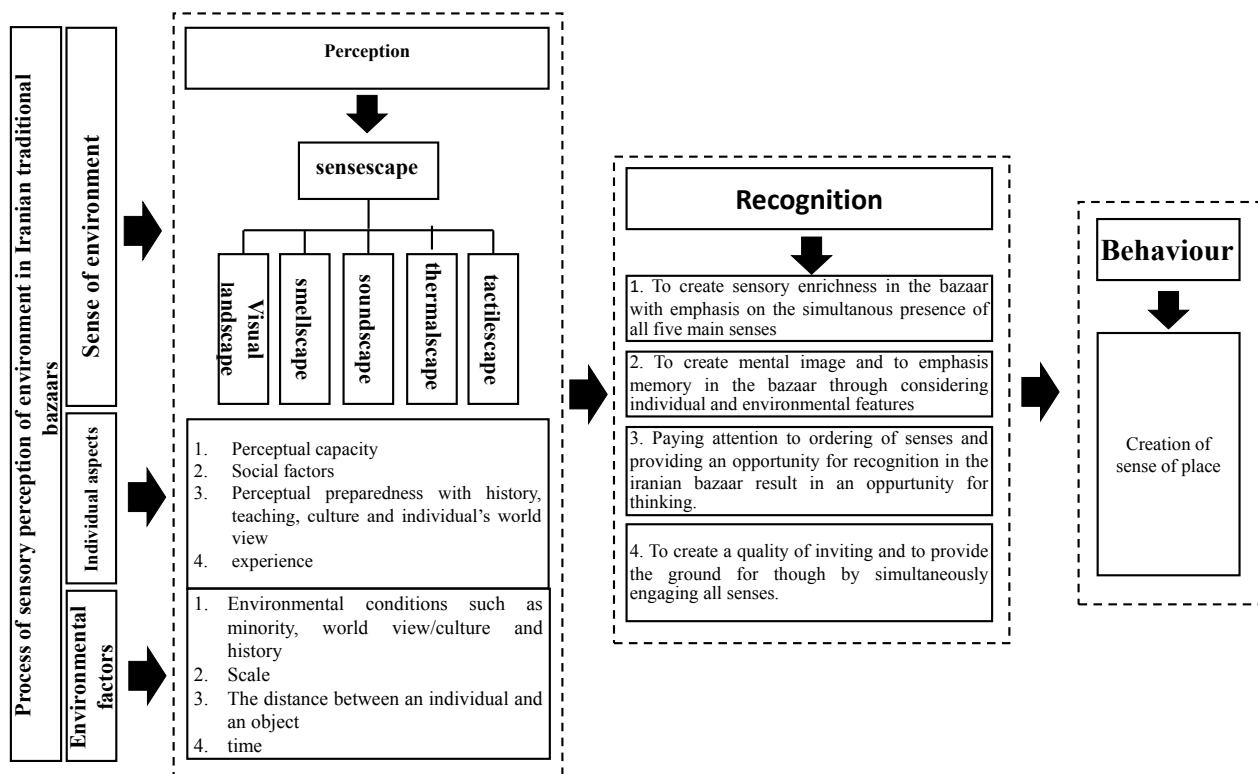 Process of sensory perception of environment in Iranian traditional
bazaars
Sense of environment
Individual aspects
Environmental
factors
Perception
sensescape
Visual
landscape
smellscape
soundscape
thermalscape
tactilescape
1. Perceptual capacity
2. Social factors
3. Perceptual preparedness with history,
teaching, culture and individual's world
view
4. experience
1. Environmental conditions such as
minority, world view/culture and
history
2. Scale
3. The distance between an individual and
an object
4. time
Recognition
1. To create sensory enrichment in the bazaar
with emphasis on the simultanous presence of
all five main senses
2. To create mental image and to emphasis
memory in the bazaar through considering
individual and environmental features
3. Paying attention to ordering of senses and
providing an opportunity for recognition in the
iranian bazaar result in an oppurtunity for
thinking.
4. To create a quality of inviting and to provide
the ground for though by simultaneously
engaging all senses.
Behaviour
Creation of
sense of place